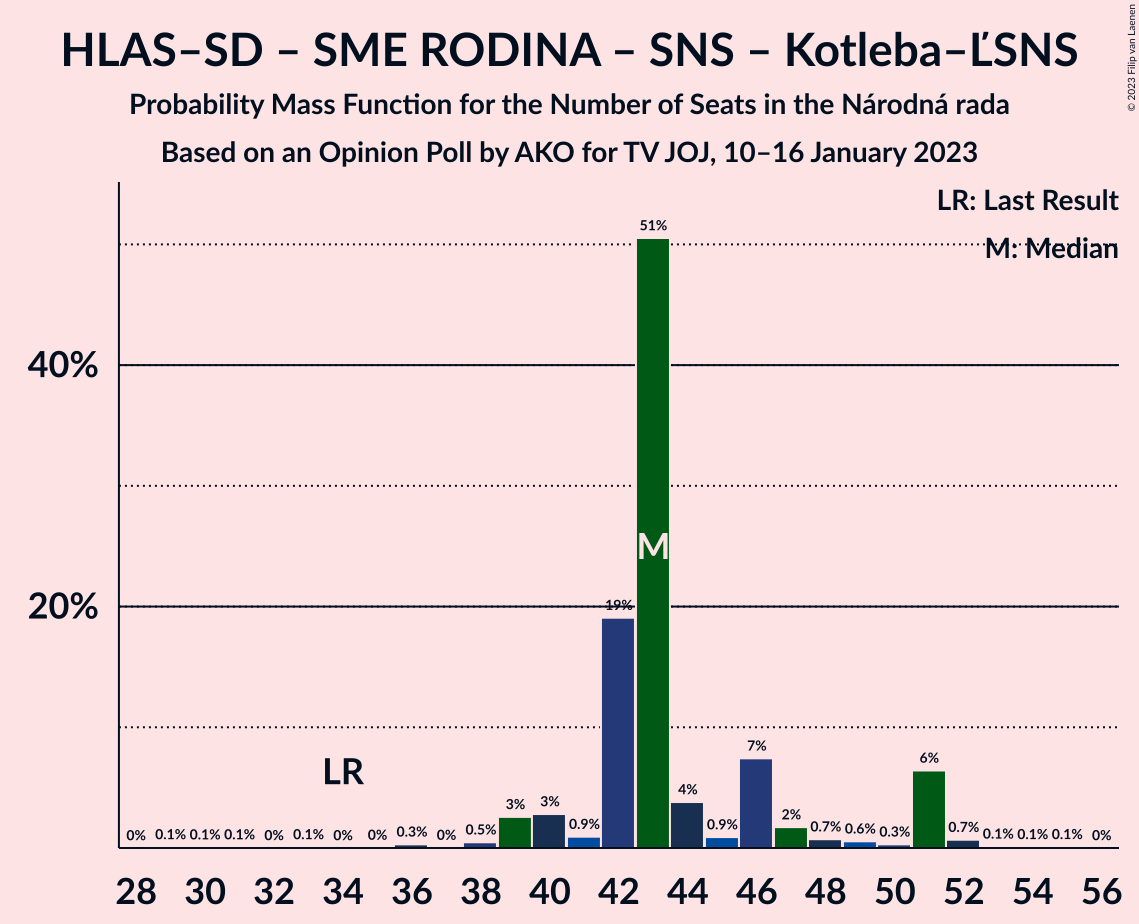 HLAS–SD – SME RODINA – SNS – Kotleba–ĽSNS
Probability Mass Function for the Number of Seats in the Národná rada
Based on an Opinion Poll by AKO for TV JOJ, 10–16 January 2023
© 2023 Filip van Laenen
LR: Last Result
M: Median
51%
40%
M
19%
20%
LR
7%
6%
4%
3%
3%
2%
0% 0.1% 0.1% 0.1% 0% 0.1% 0% 0% 0.3% 0% 0.5% 0.9% 0.9% 0.7% 0.6% 0.3% 0.7% 0.1% 0.1% 0.1% 0%
28 30 32 34 36 38 40 42 44 46 48 50 52 54 56